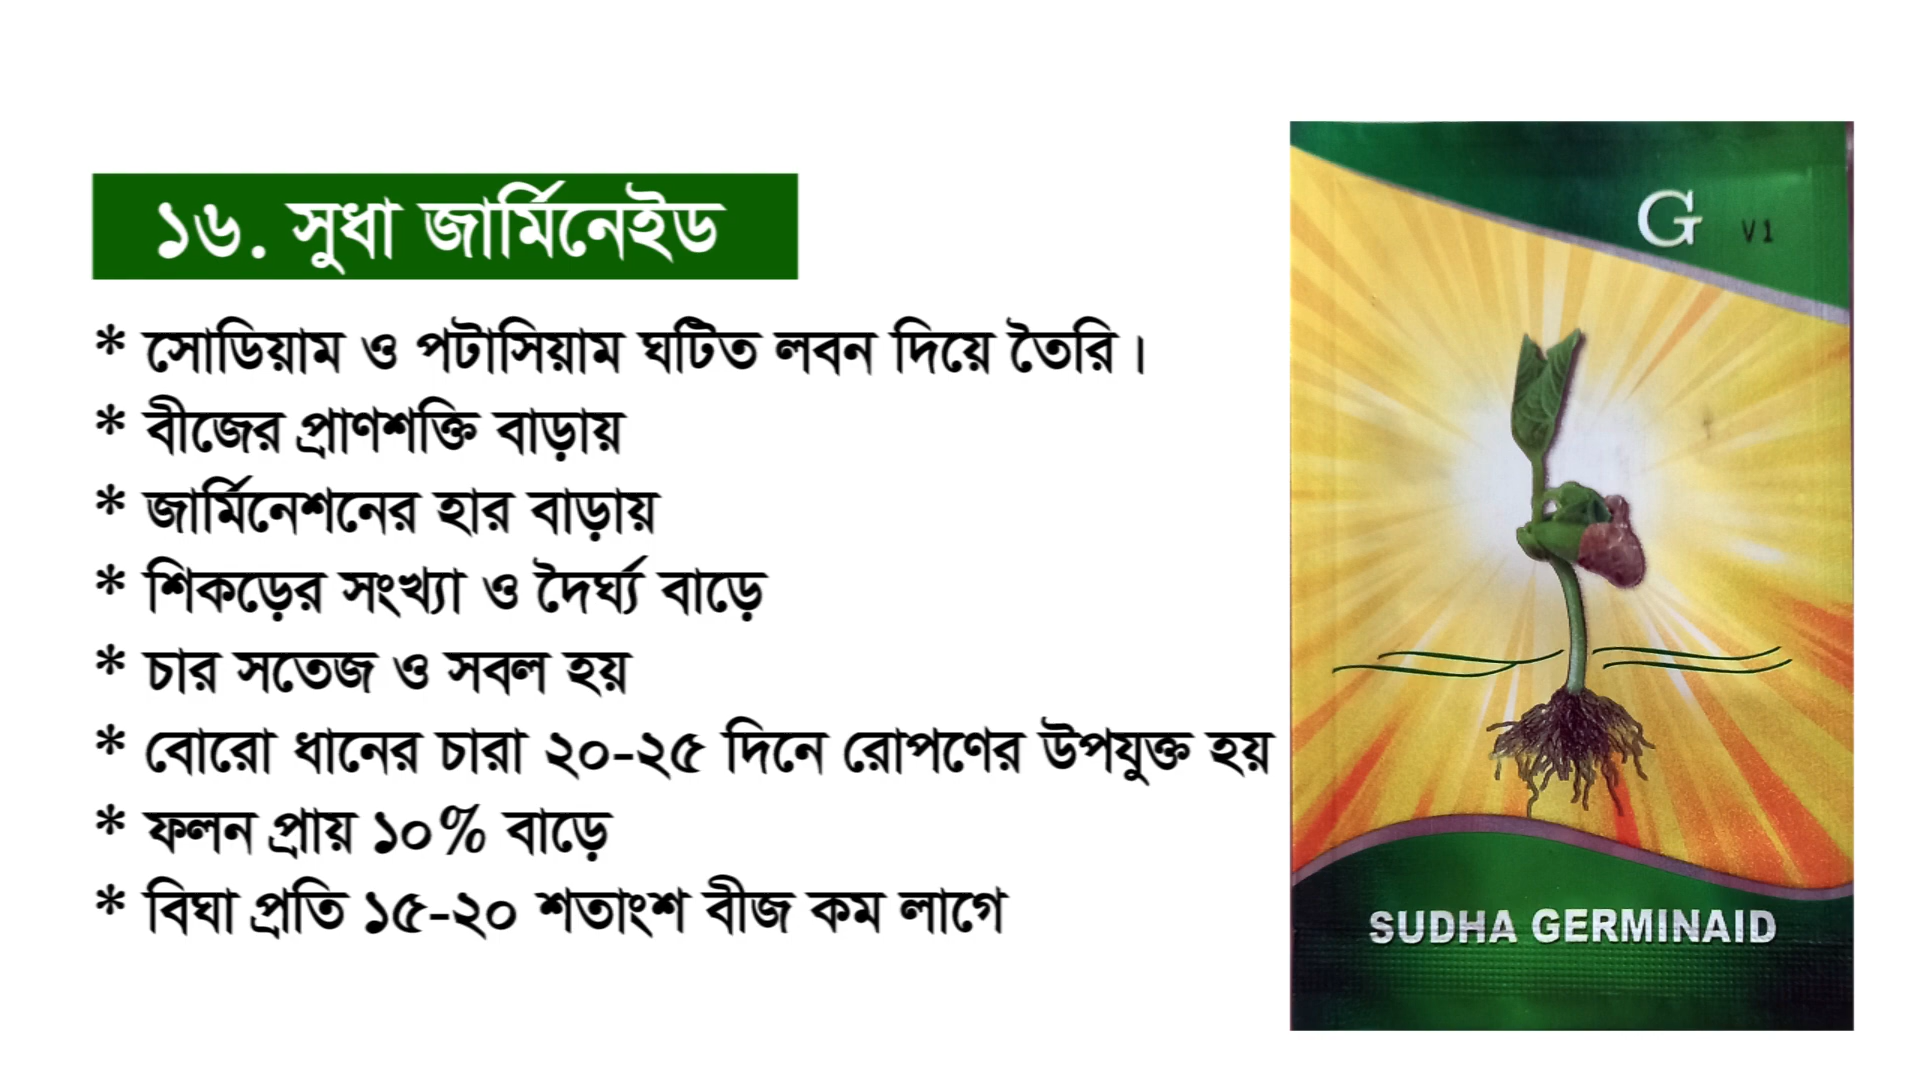 ১৬. সুধা জার্মিনেইড
* সোডিয়াম ও পটাসিয়াম ঘটিত লবন দিয়ে তৈরি।
* বীজের প্রাণশক্তি বাড়ায়
* জার্মিনেশনের হার বাড়ায়
* শিকড়ের সংখ্যা ও দৈর্ঘ্য বাড়ে
* চার সতেজ ও সবল হয়
* বোরো ধানের চারা ২০-২৫ দিনে রোপণের উপযুক্ত হয়
* ফলন প্রায় ১০% বাড়ে
* বিঘা প্রতি ১৫-২০ শতাংশ বীজ কম লাগে
G V1
SUDHA GERMINAID